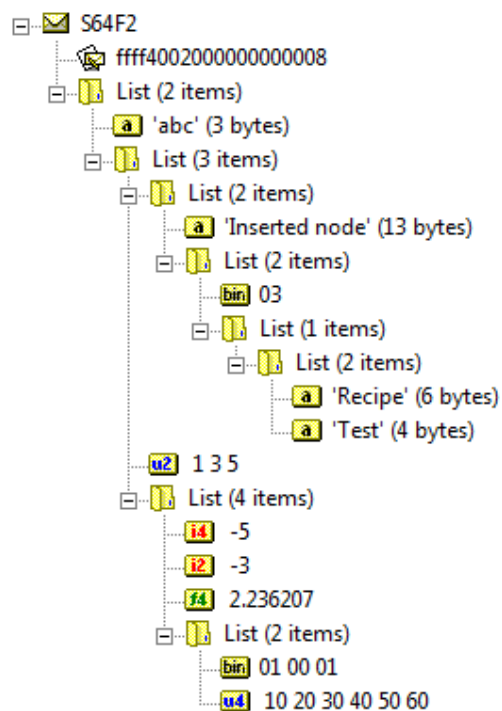 S64F2
ffff4002000000000008
List (2 items)
a 'abc' (3 bytes)
List (3 items)
List (2 items)
a 'Inserted node' (13 bytes)
List (2 items)
bin 03
List (1 items)
List (2 items)
a 'Recipe' (6 bytes)
a 'Test' (4 bytes)
u2 1 3 5
List (4 items)
i4 -5
i2 -3
f4 2.236207
List (2 items)
bin 01 00 01
u4 10 20 30 40 50 60